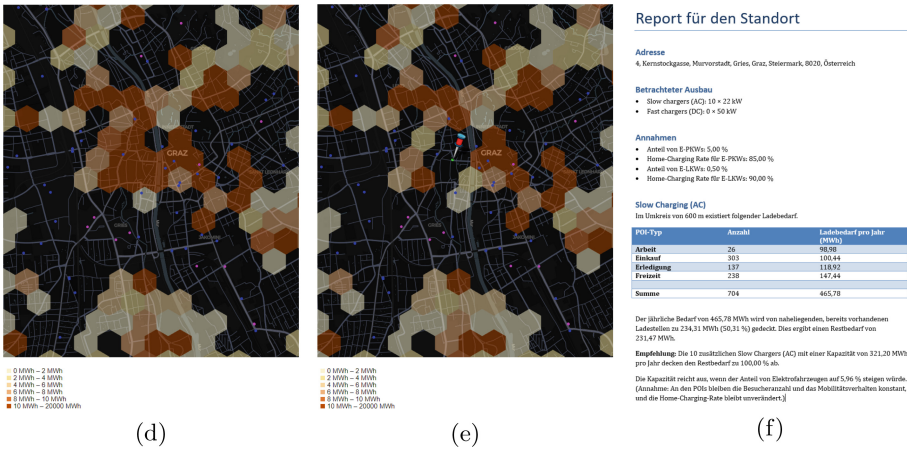 GRAZ
0 MWh – 2 MWh
2 MWh – 4 MWh
4 MWh – 6 MWh
6 MWh – 8 MWh
8 MWh – 10 MWh
10 MWh – 20000 MWh
(d)
GRAZ
0 MWh – 2 MWh
2 MWh – 4 MWh
4 MWh – 6 MWh
6 MWh – 8 MWh
8 MWh – 10 MWh
10 MWh – 20000 MWh
(e)
Report für den Standort
Adresse
4, Kernstockgasse, Murvorstadt, Gries, Graz, Steiermark, 8020, Österreich
Betrachteter Ausbau
• Slow chargers (AC): 10 × 22 kW
• Fast chargers (DC): 0 × 50 kW
Annahmen
• Anteil von E-PKWs: 5,00 %
• Home-Charging Rate für E-PKWs: 85,00 %
• Anteil von E-LKWs: 0,50 %
• Home-Charging Rate für E-LKWs: 90,00 %
Slow Charging (AC)
Im Umkreis von 600 m existiert folgender Ladebedarf.
POI-Typ Anzahl Ladebedarf pro Jahr
(MWh)
Arbeit 26 98,98
Einkauf 303 100,44
Erledigung 137 118,92
Freizeit 238 147,44
Summe 704 465,78
Der jährliche Bedarf von 465,78 MWh wird von naheliegenden, bereits vorhandenen
Ladestellen zu 234,31 MWh (50,31 %) gedeckt. Dies ergibt einen Restbedarf von
231,47 MWh.
Empfehlung: Die 10 zusätzlichen Slow Chargers (AC) mit einer Kapazität von 321,20 MWh
pro Jahr decken den Restbedarf zu 100,00 % ab.
Die Kapazität reicht aus, wenn der Anteil von Elektrofahrzeugen auf 5,96 % steigen würde.
(Annahme: An den POIs bleiben die Besucheranzahl und das Mobilitätsverhalten konstant,
und die Home-Charging-Rate bleibt unverändert.)
(f)